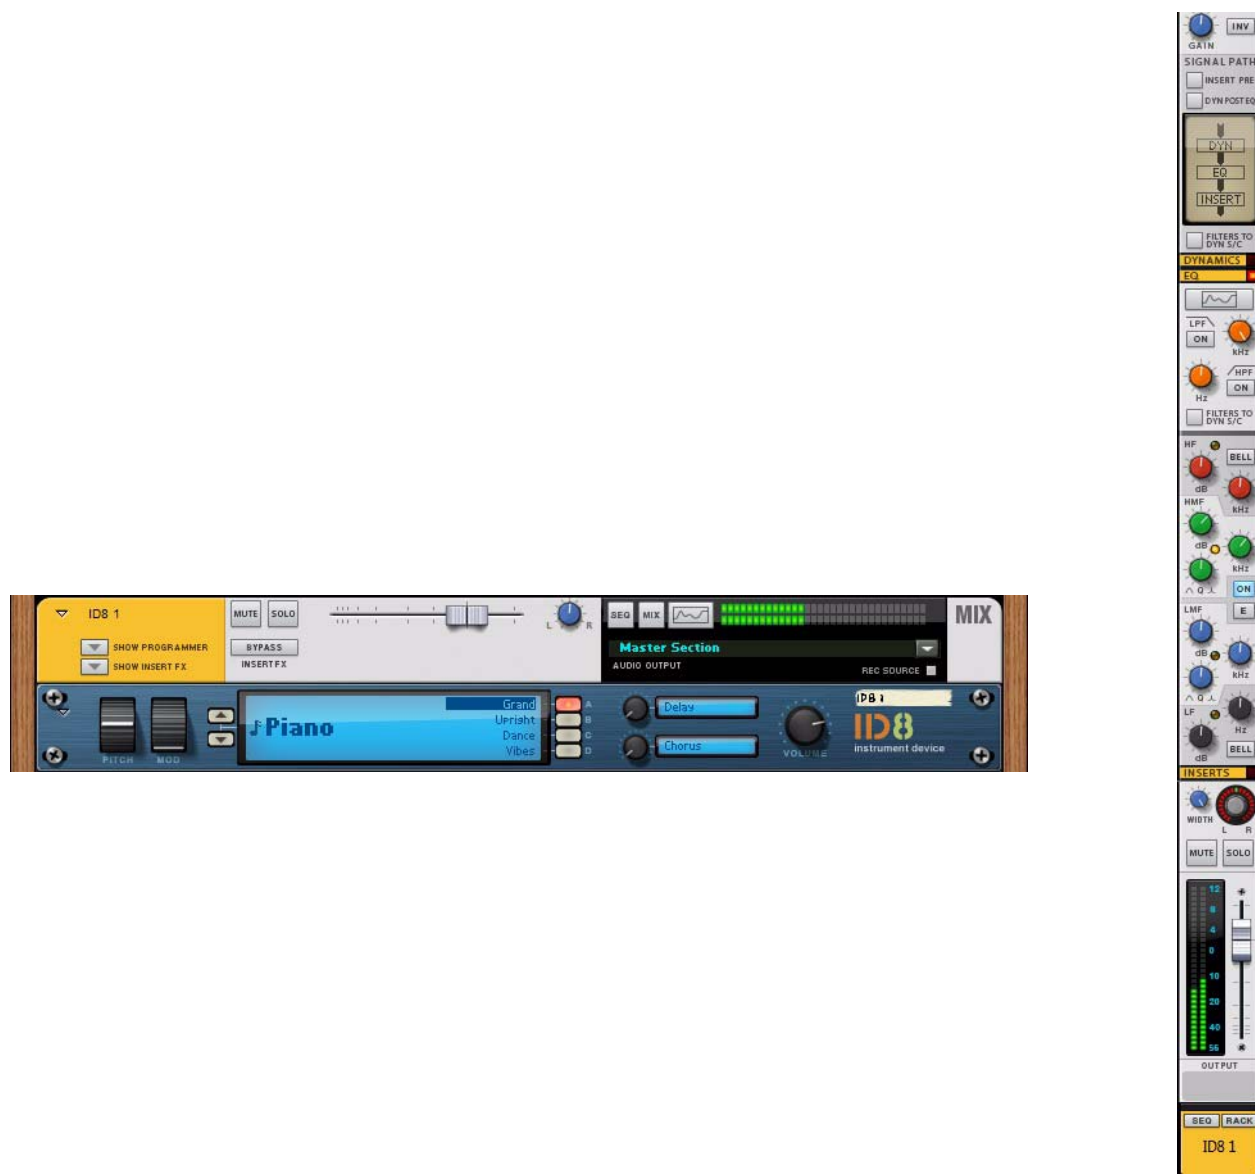 ID8 1
SHOW PROGRAMMER
SHOW INSERT FX
MUTE SOLO
BYPASS
INSERT FX
L R
SEQ MIX
Master Section
AUDIO OUTPUT
REC SOURCE
MIX
PITCH MOD
Piano
Grand A
Upright B
Dance C
Vibes D
Delay
Chorus
VOLUME
ID8 1
ID8
instrument device
INV
GAIN
SIGNAL PATH
INSERT PRE
DYN POST EQ
DYN
EQ
INSERT
FILTERS TO
DYN S/C
DYNAMICS
EQ
LPF
ON
kHz
HPF
ON
Hz
FILTERS TO
DYN S/C
HF
BELL
dB
HMF
kHz
dB
kHz
Q
ON
LMF
E
dB
kHz
Q
LF
Hz
BELL
dB
INSERTS
WIDTH
L R
MUTE SOLO
12
8
4
0
10
20
40
56
OUTPUT
SEQ RACK
ID8 1